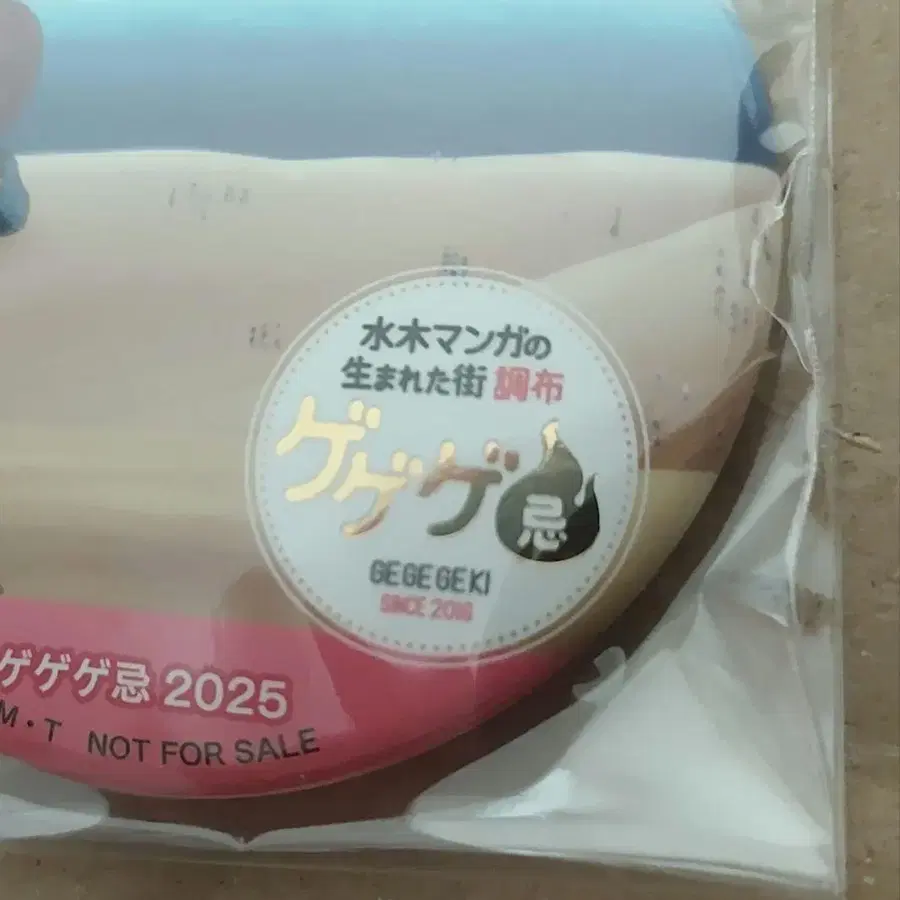 水木マンガの
生まれた街 調布
ゲゲゲ忌
GEGEGEKI
SINCE 2016
ゲゲゲ忌 2025
M・T NOT FOR SALE